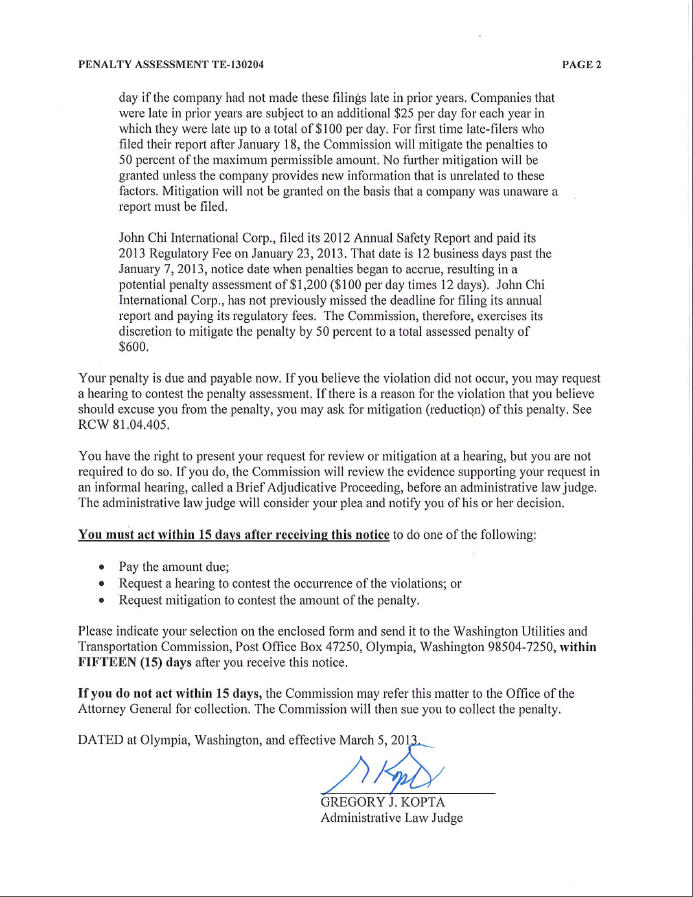 PENALTY ASSESSMENT TE-130204 PAGE 2
day if the company had not made these filings late in prior years. Companies that
were late in prior years are subject to an additional $25 per day for each year in
which they were late up to a total of $100 per day. For first time late-filers who
filed their report after January 18, the Commission will mitigate the penalties to
50 percent of the maximum permissible amount. No further mitigation will be
granted unless the company provides new information that is unrelated to these
factors. Mitigation will not be granted on the basis that a company was unaware a
report must be filed.
John Chi International Corp., filed its 2012 Annual Safety Report and paid its
2013 Regulatory Fee on January 23, 2013. That date is 12 business days past the
January 7, 2013, notice date when penalties began to accrue, resulting in a
potential penalty assessment of $1,200 ($100 per day times 12 days). John Chi
International Corp., has not previously missed the deadline for filing its annual
report and paying its regulatory fees. The Commission, therefore, exercises its
discretion to mitigate the penalty by 50 percent to a total assessed penalty of
$600.
Your penalty is due and payable now. If you believe the violation did not occur, you may request
a hearing to contest the penalty assessment. If there is a reason for the violation that you believe
should excuse you from the penalty, you may ask for mitigation (reduction) of this penalty. See
RCW 81.04.405.
You have the right to present your request for review or mitigation at a hearing, but you are not
required to do so. If you do, the Commission will review the evidence supporting your request in
an informal hearing, called a Brief Adjudicative Proceeding, before an administrative law judge.
The administrative law judge will consider your plea and notify you of his or her decision.
You must act within 15 days after receiving this notice to do one of the following:
• Pay the amount due;
• Request a hearing to contest the occurrence of the violations; or
• Request mitigation to contest the amount of the penalty.
Please indicate your selection on the enclosed form and send it to the Washington Utilities and
Transportation Commission, Post Office Box 47250, Olympia, Washington 98504-7250, within
FIFTEEN (15) days after you receive this notice.
If you do not act within 15 days, the Commission may refer this matter to the Office of the
Attorney General for collection. The Commission will then sue you to collect the penalty.
DATED at Olympia, Washington, and effective March 5, 2013.
GREGORY J. KOPTA
Administrative Law Judge